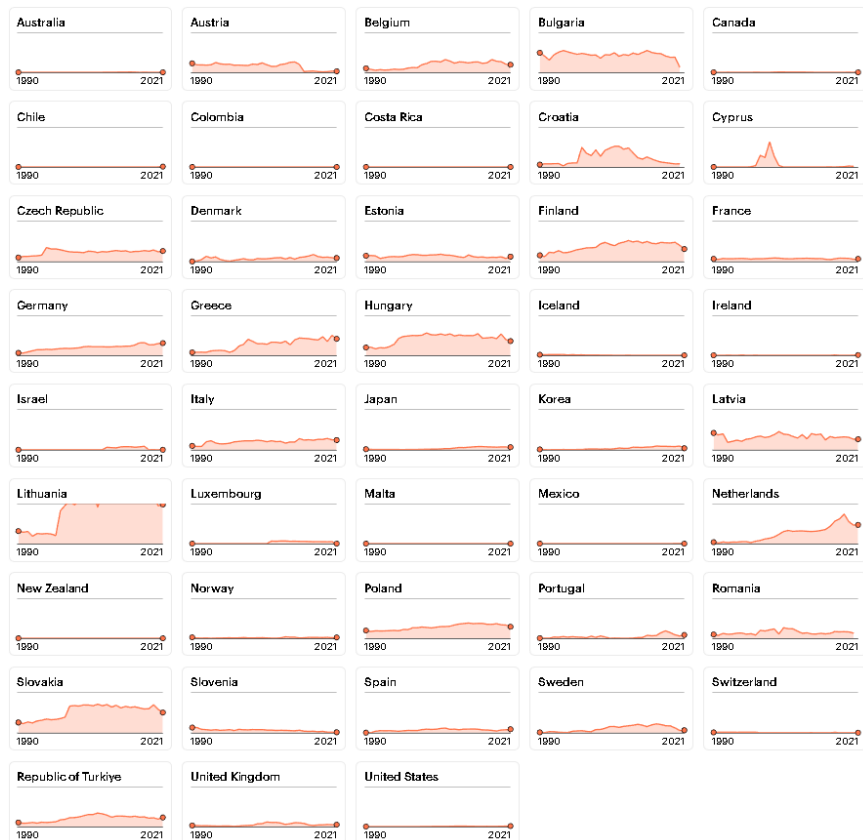 Australia Austria Belgium Bulgaria Canada
1990 2021 1990 2021 1990 2021 1990 2021 1990 2021
Chile Colombia Costa Rica Croatia Cyprus
1990 2021 1990 2021 1990 2021 1990 2021 1990 2021
Czech Republic Denmark Estonia Finland France
1990 2021 1990 2021 1990 2021 1990 2021 1990 2021
Germany Greece Hungary Iceland Ireland
1990 2021 1990 2021 1990 2021 1990 2021 1990 2021
Israel Italy Japan Korea Latvia
1990 2021 1990 2021 1990 2021 1990 2021 1990 2021
Lithuania Luxembourg Malta Mexico Netherlands
1990 2021 1990 2021 1990 2021 1990 2021 1990 2021
New Zealand Norway Poland Portugal Romania
1990 2021 1990 2021 1990 2021 1990 2021 1990 2021
Slovakia Slovenia Spain Sweden Switzerland
1990 2021 1990 2021 1990 2021 1990 2021 1990 2021
Republic of Turkiye United Kingdom United States
1990 2021 1990 2021 1990 2021